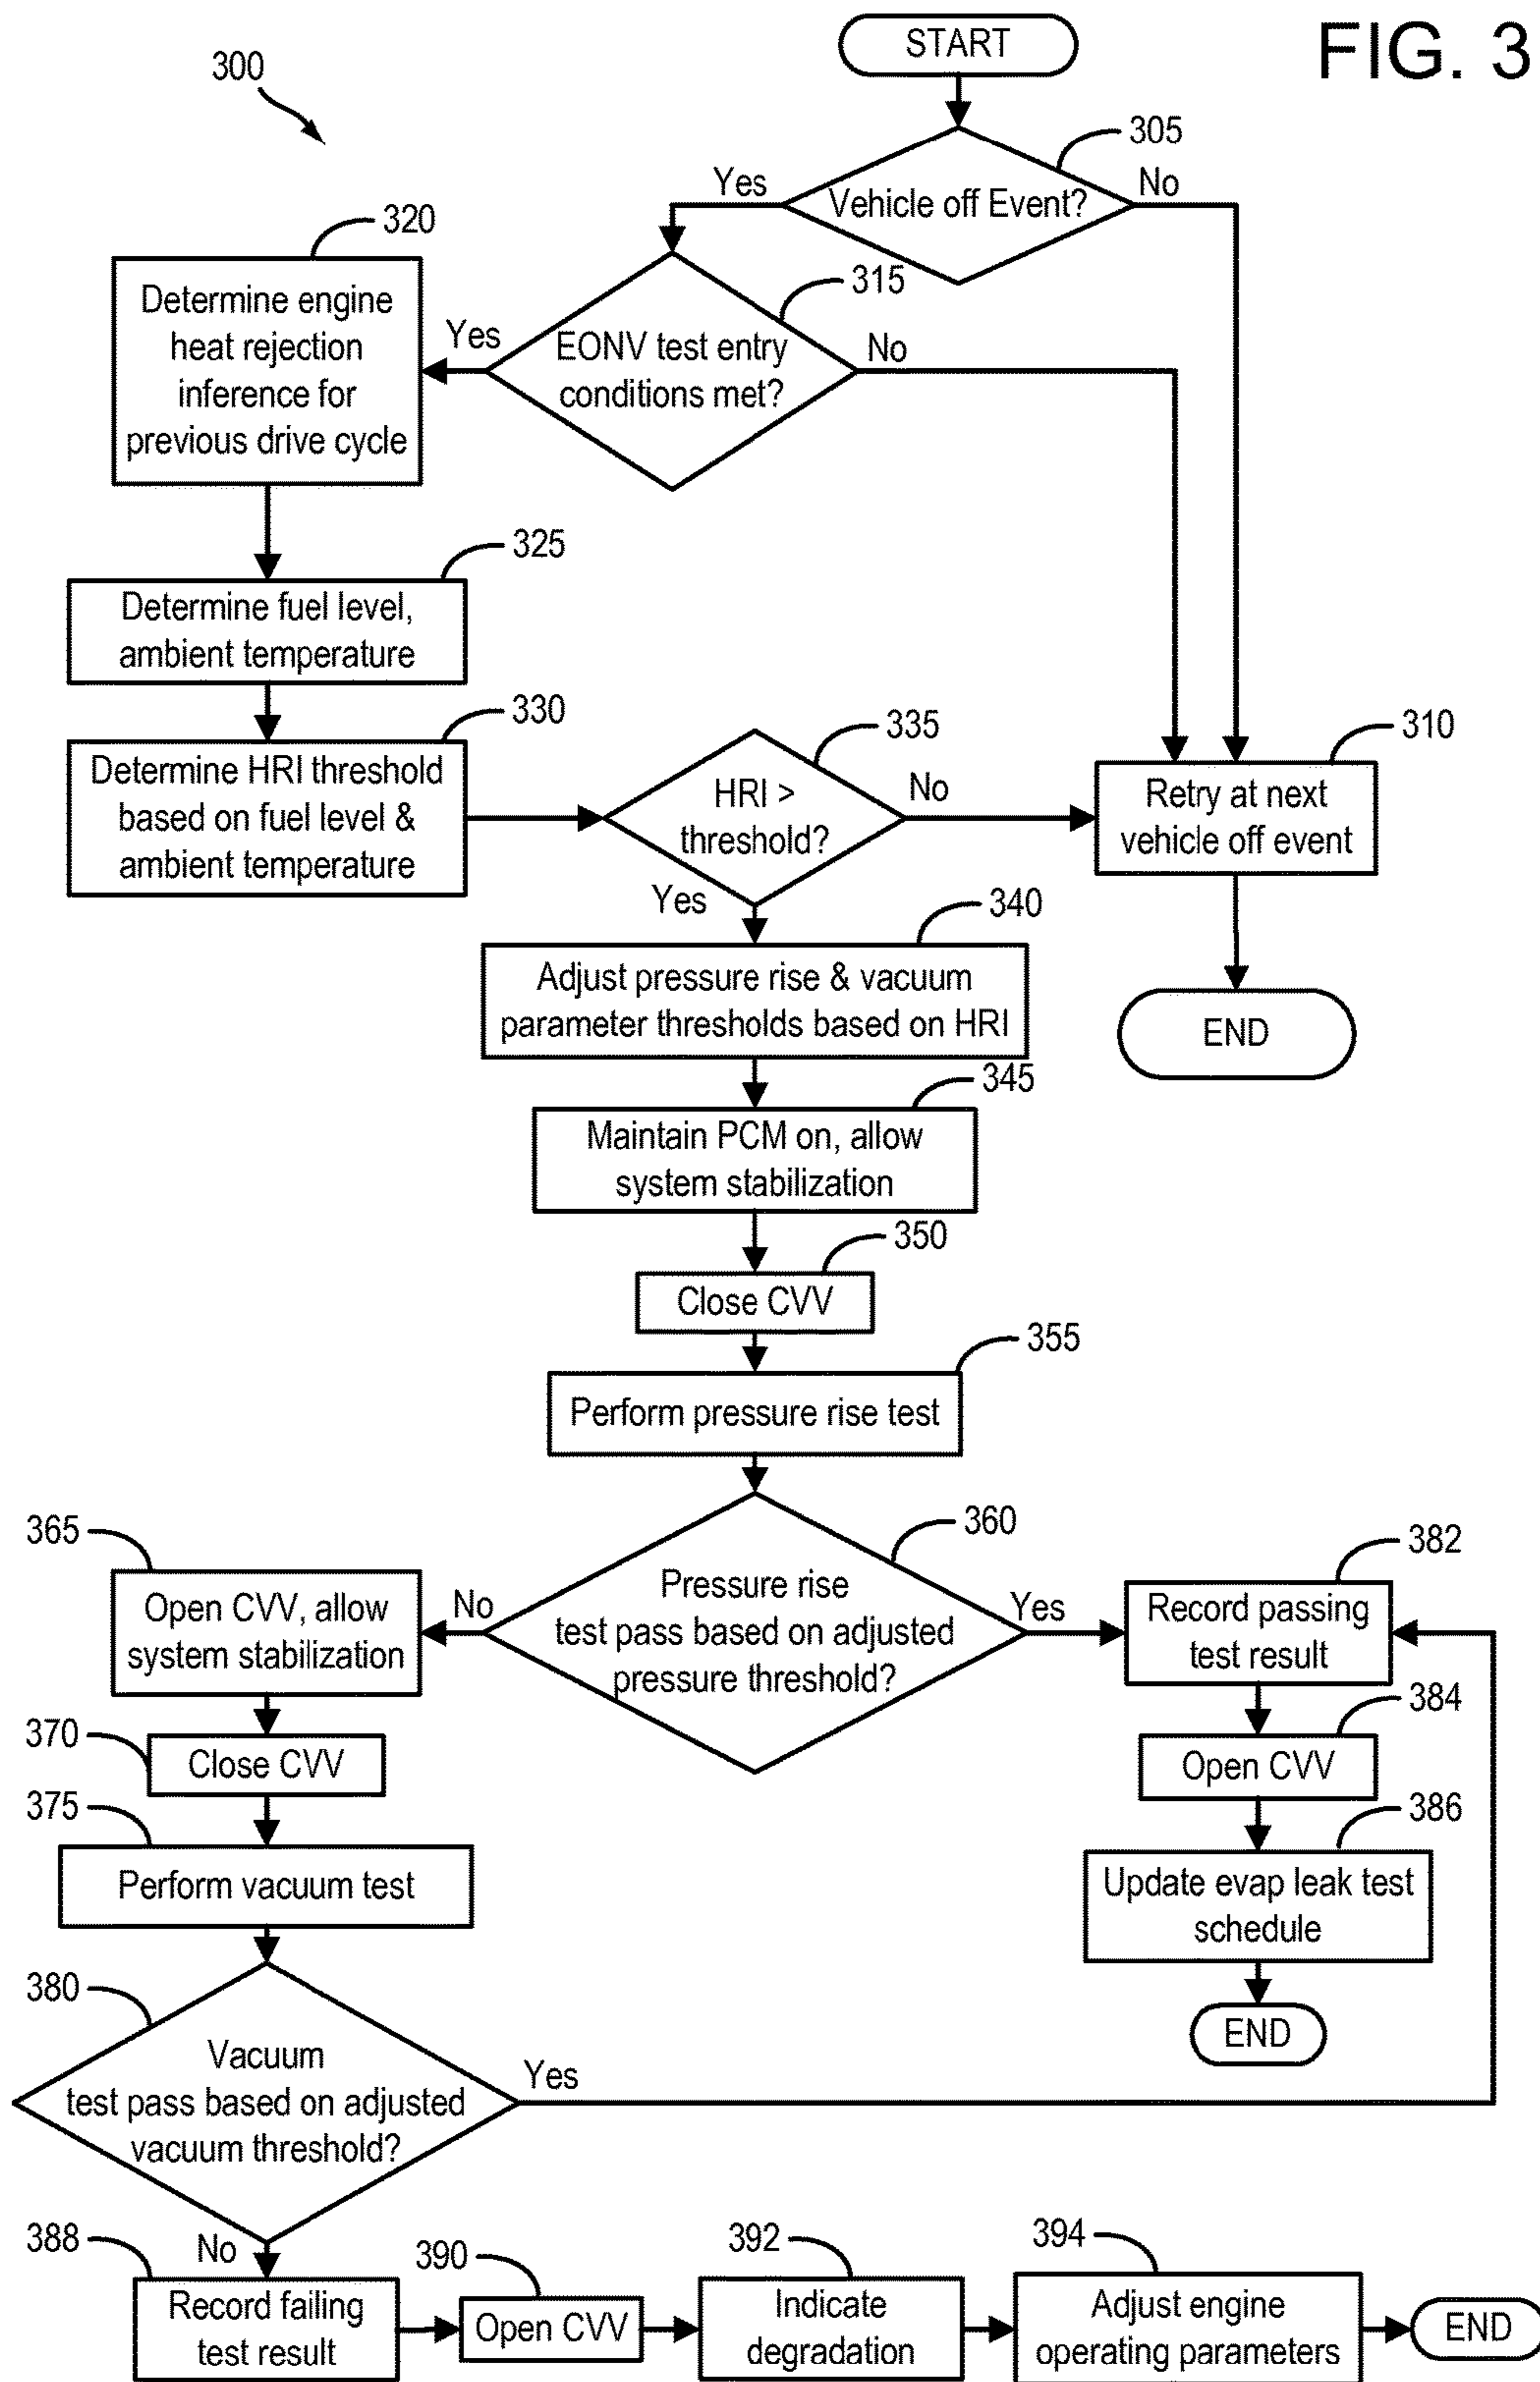 FIG. 3
300
START
305
Vehicle off Event?
Yes
No
315
EONV test entry
conditions met?
Yes
No
320
Determine engine
heat rejection
inference for
previous drive cycle
325
Determine fuel level,
ambient temperature
330
Determine HRI threshold
based on fuel level &
ambient temperature
335
HRI >
threshold?
No
Yes
310
Retry at next
vehicle off event
END
340
Adjust pressure rise & vacuum
parameter thresholds based on HRI
345
Maintain PCM on, allow
system stabilization
350
Close CVV
355
Perform pressure rise test
360
Pressure rise
test pass based on adjusted
pressure threshold?
No
Yes
365
Open CVV, allow
system stabilization
370
Close CVV
375
Perform vacuum test
380
Vacuum
test pass based on adjusted
vacuum threshold?
Yes
No
382
Record passing
test result
384
Open CVV
386
Update evap leak test
schedule
END
388
Record failing
test result
390
Open CVV
392
Indicate
degradation
394
Adjust engine
operating parameters
END